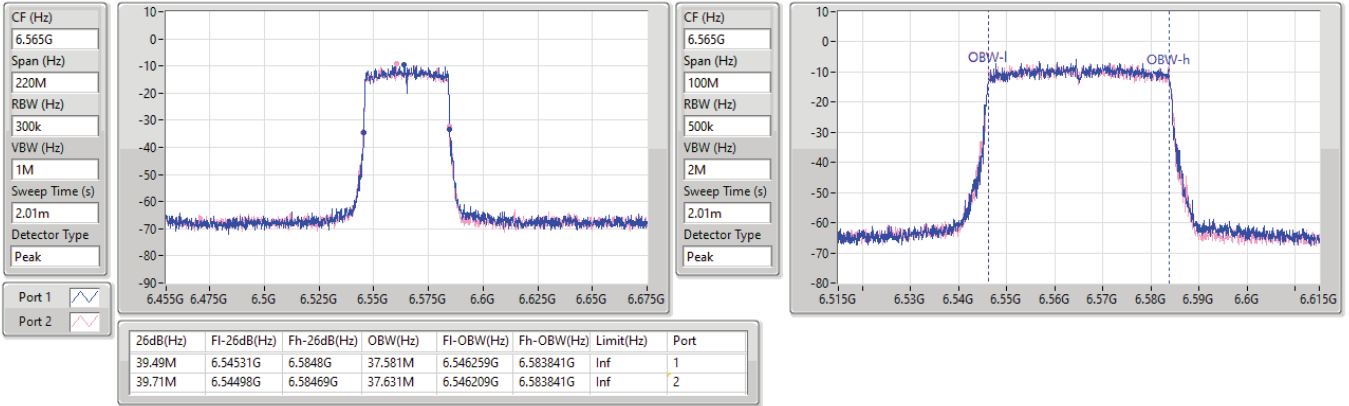 CF (Hz)
6.565G
Span (Hz)
220M
RBW (Hz)
300k
VBW (Hz)
1M
Sweep Time (s)
2.01m
Detector Type
Peak
Port 1
Port 2
10
0
-10
-20
-30
-40
-50
-60
-70
-80
-90
6.455G 6.475G 6.5G 6.525G 6.55G 6.575G 6.6G 6.625G 6.65G 6.675G
CF (Hz)
6.565G
Span (Hz)
100M
RBW (Hz)
500k
VBW (Hz)
2M
Sweep Time (s)
2.01m
Detector Type
Peak
10
0
-10
-20
-30
-40
-50
-60
-70
-80
OBW-l OBW-h
6.515G 6.53G 6.54G 6.55G 6.56G 6.57G 6.58G 6.59G 6.6G 6.615G
26dB(Hz) Fl-26dB(Hz) Fh-26dB(Hz) OBW(Hz) Fl-OBW(Hz) Fh-OBW(Hz) Limit(Hz) Port
39.49M 6.54531G 6.5848G 37.581M 6.546259G 6.583841G Inf 1
39.71M 6.54498G 6.58469G 37.631M 6.546209G 6.583841G Inf 2